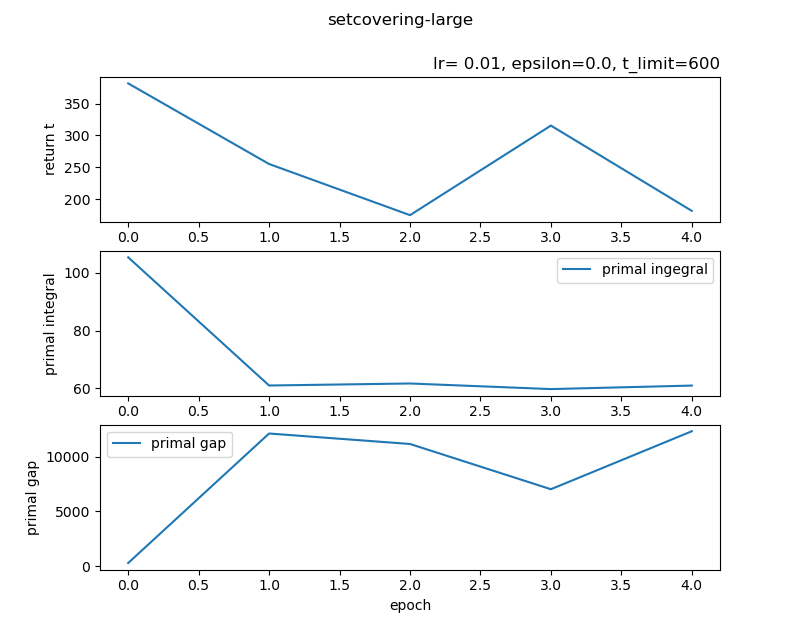 setcovering-large
lr= 0.01, epsilon=0.0, t_limit=600
return t
350
300
250
200
0.0 0.5 1.0 1.5 2.0 2.5 3.0 3.5 4.0
primal integral
100
80
60
primal ingegral
0.0 0.5 1.0 1.5 2.0 2.5 3.0 3.5 4.0
primal gap
10000
5000
0
primal gap
0.0 0.5 1.0 1.5 2.0 2.5 3.0 3.5 4.0
epoch